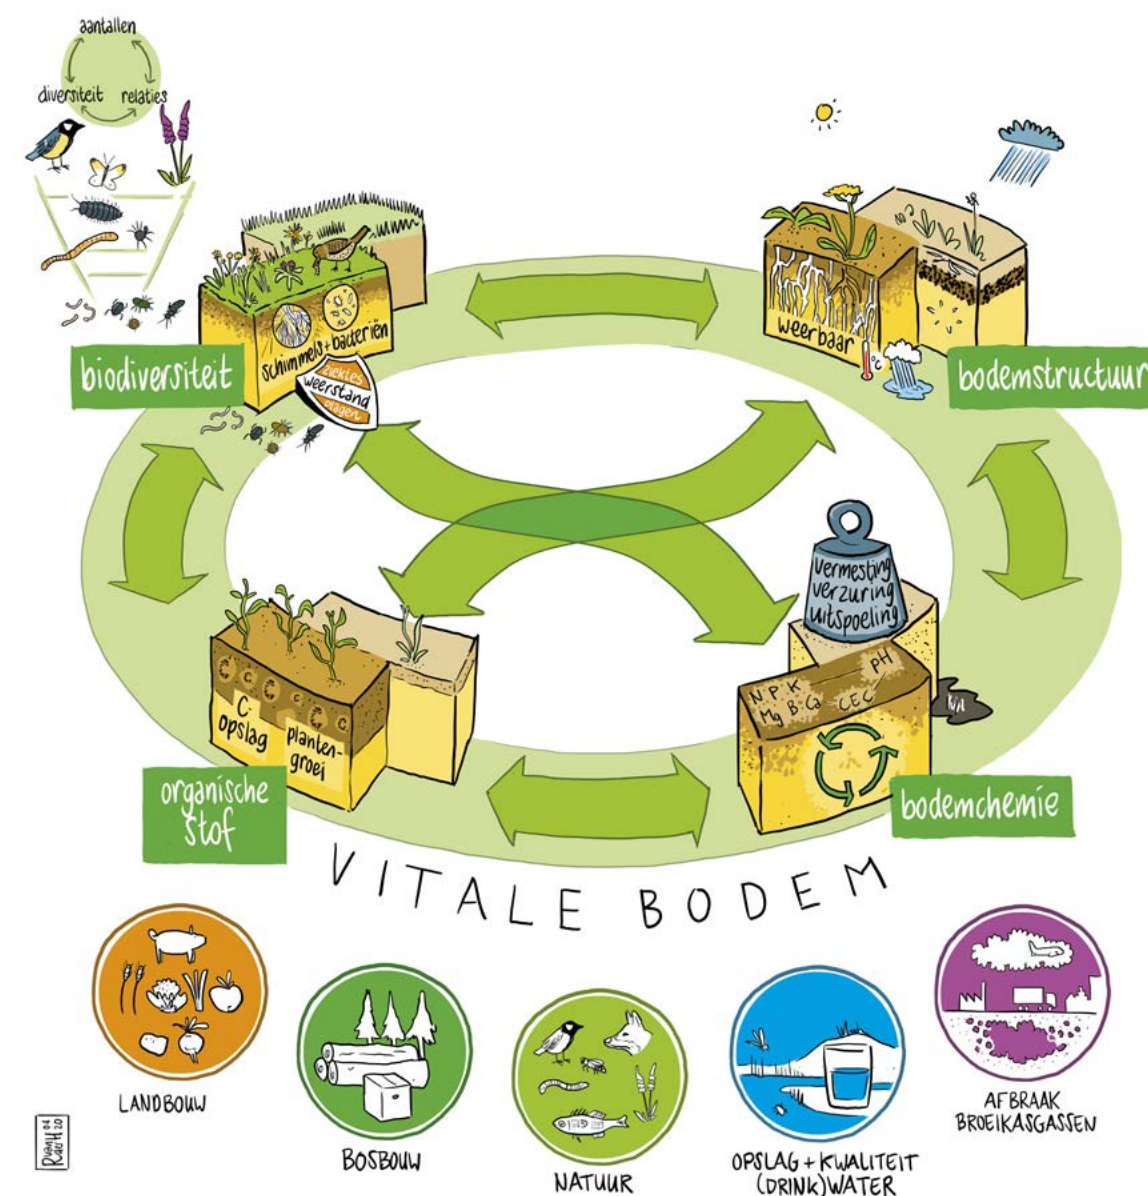 aantallen
diversiteit relaties
schimmels + bacteriën
ziektes
weerstand
plagen
biodiversiteit
weerbaar
°C
bodemstructuur
vermesting
verzuring
uitspoeling
N P K
pH
Mg B Ca
CEC
C
opslag
planten-
groei
C C C C C C
organische
stof
bodemchemie
VITALE BODEM
LANDBOUW
BOSBOUW
NATUUR
OPSLAG + KWALITEIT
(DRINK)WATER
AFBRAAK
BROEIKASGASSEN